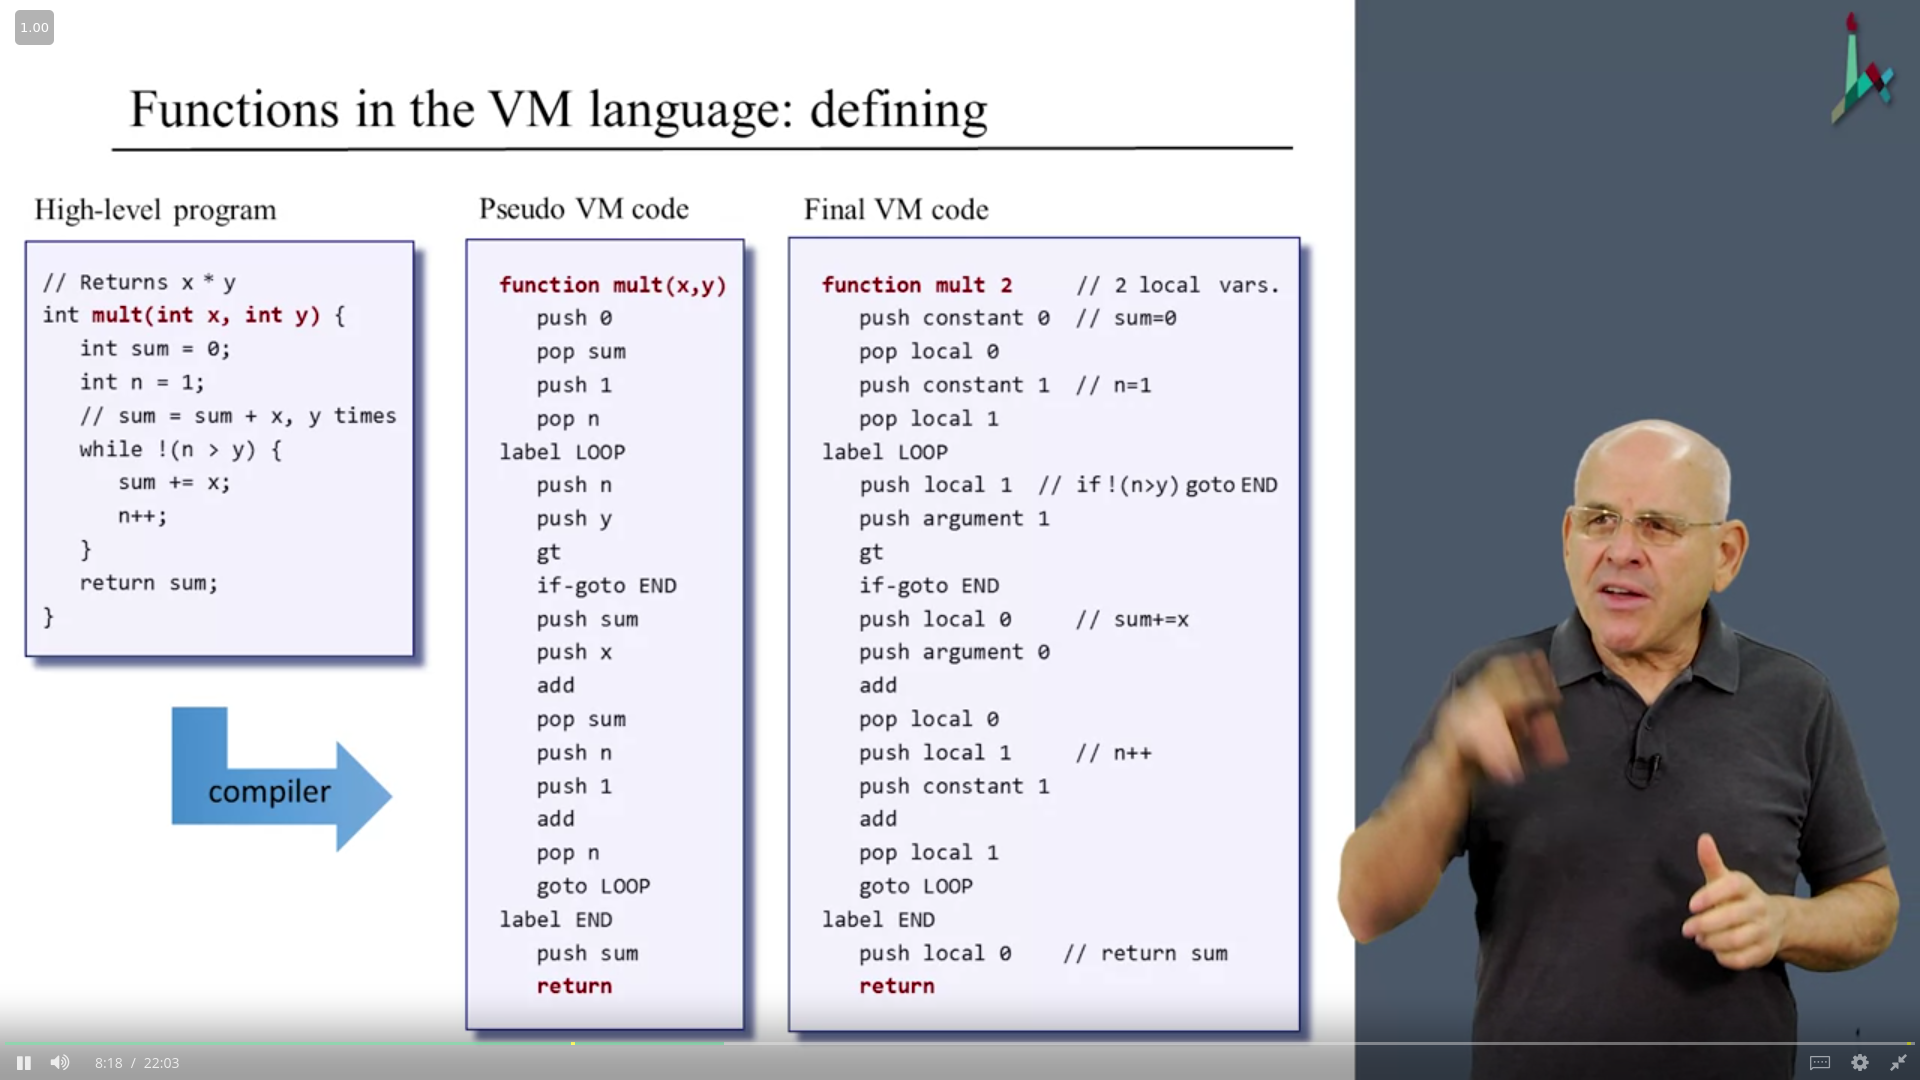 1.00
Functions in the VM language: defining
High-level program
// Returns x * y
int mult(int x, int y) {
int sum = 0;
int n = 1;
// sum = sum + x, y times
while !(n > y) {
sum += x;
n++;
}
return sum;
}
compiler
Pseudo VM code
function mult(x,y)
push 0
pop sum
push 1
pop n
label LOOP
push n
push y
gt
if-goto END
push sum
push x
add
pop sum
push n
push 1
add
pop n
goto LOOP
label END
push sum
return
Final VM code
function mult 2 // 2 local vars.
push constant 0 // sum=0
pop local 0
push constant 1 // n=1
pop local 1
label LOOP
push local 1 // if !(n>y) goto END
push argument 1
gt
if-goto END
push local 0 // sum+=x
push argument 0
add
pop local 0
push local 1 // n++
push constant 1
add
pop local 1
goto LOOP
label END
push local 0 // return sum
return
8:18 / 22:03